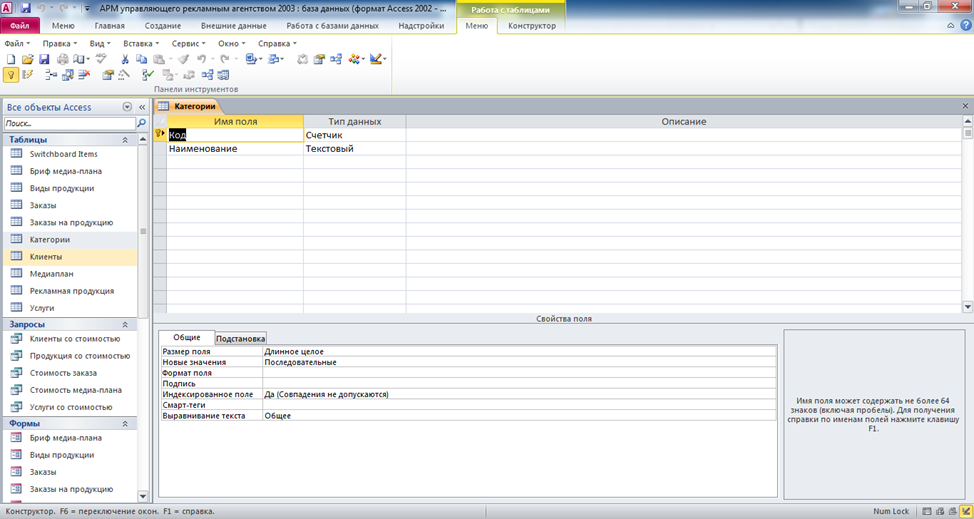 АРМ управляющего рекламным агентством 2003 : база данных (формат Access 2002 - ...
Работа с таблицами
Файл Меню Главная Создание Внешние данные Работа с базами данных Надстройки Меню Конструктор
Файл Правка Вид Вставка Сервис Окно Справка
Панели инструментов
Все объекты Access
Категории
Поиск...
Имя поля Тип данных Описание
Таблицы
Код Счетчик
Switchboard Items
Наименование Текстовый
Бриф медиа-плана
Виды продукции
Заказы
Заказы на продукцию
Категории
Клиенты
Медиаплан
Рекламная продукция
Услуги
Запросы
Клиенты со стоимостью
Продукция со стоимостью
Стоимость заказа
Стоимость медиа-плана
Услуги со стоимостью
Формы
Бриф медиа-плана
Виды продукции
Заказы
Заказы на продукцию
Свойства поля
Общие Подстановка
Размер поля Длинное целое
Новые значения Последовательные
Формат поля
Подпись
Индексированное поле Да (Совпадения не допускаются)
Смарт-теги
Выравнивание текста Общее
Имя поля может содержать не более 64
знаков (включая пробелы). Для получения
справки по именам полей нажмите клавишу
F1.
Конструктор. F6 = переключение окон. F1 = справка.
Num Lock